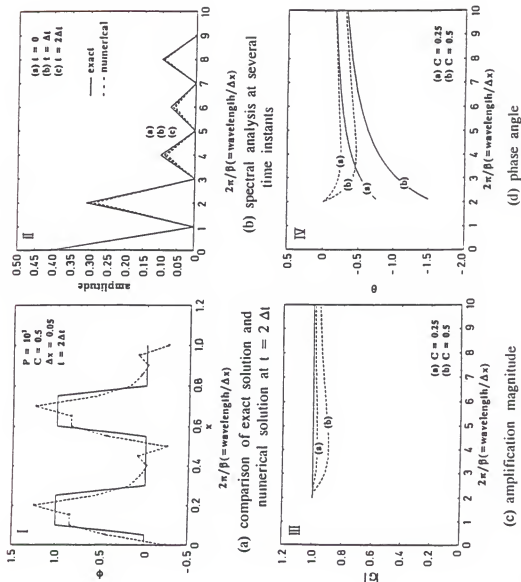 I
P = 10³
C = 0.5
Δx = 0.05
t = 2Δt
Φ
1.5
1.0
0.5
0
-0.5
0 0.2 0.4 0.6 0.8 1.0 1.2
x
2π/β(=wavelength/Δx)
(a) comparison of exact solution and
numerical solution at t = 2 Δt
II
(a) t = 0
(b) t = Δt
(c) t = 2Δt
exact
numerical
(a)
(b)
(c)
amplitude
0.50
0.45
0.40
0.35
0.30
0.25
0.20
0.15
0.10
0.05
0
0 1 2 3 4 5 6 7 8 9 10
2π/β(=wavelength/Δx)
(b) spectral analysis at several
time instants
III
(a)
(b)
(a) C = 0.25
(b) C = 0.5
|G|
1.2
1.0
0.8
0.6
0.4
0.2
0
0 1 2 3 4 5 6 7 8 9 10
2π/β(=wavelength/Δx)
(c) amplification magnitude
IV
(a) C = 0.25
(b) C = 0.5
(a)
(b)
(a)
(b)
θ
0.5
0
-0.5
-1.0
-1.5
-2.0
0 1 2 3 4 5 6 7 8 9 10
2π/β(=wavelength/Δx)
(d) phase angle